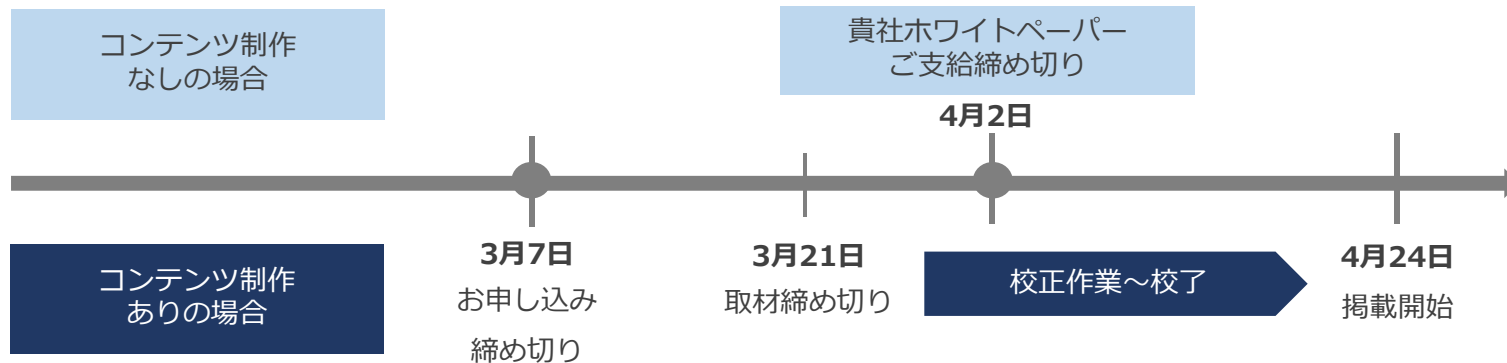 コンテンツ制作
なしの場合
貴社ホワイトペーパー
ご支給締め切り
4月2日
コンテンツ制作
ありの場合
3月7日
お申し込み
締め切り
3月21日
取材締め切り
校正作業～校了
4月24日
掲載開始